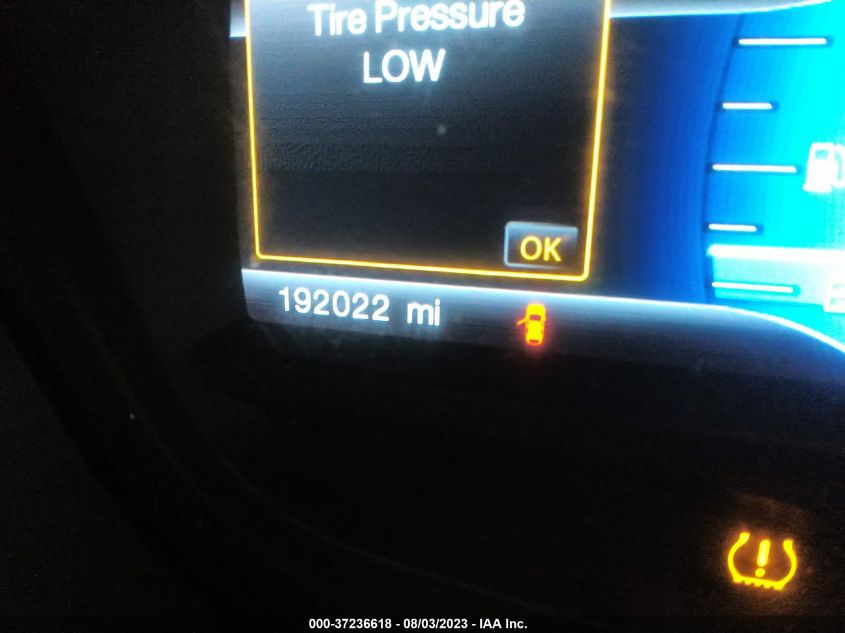 Tire Pressure
LOW
OK
192022 mi
000-37236618 - 08/03/2023 - IAA Inc.